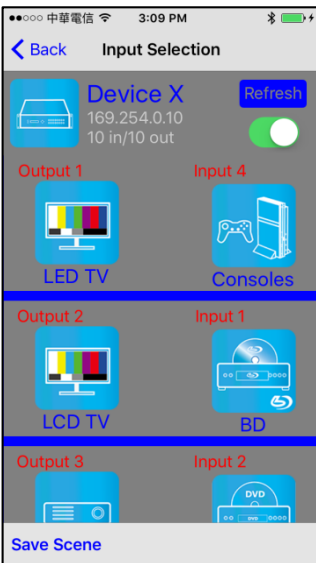 中華電信 3:09 PM
Back Input Selection
Device X Refresh
169.254.0.10
10 in/10 out
Output 1 Input 4
LED TV Consoles
Output 2 Input 1
LCD TV BD
Output 3 Input 2
DVD
Save Scene